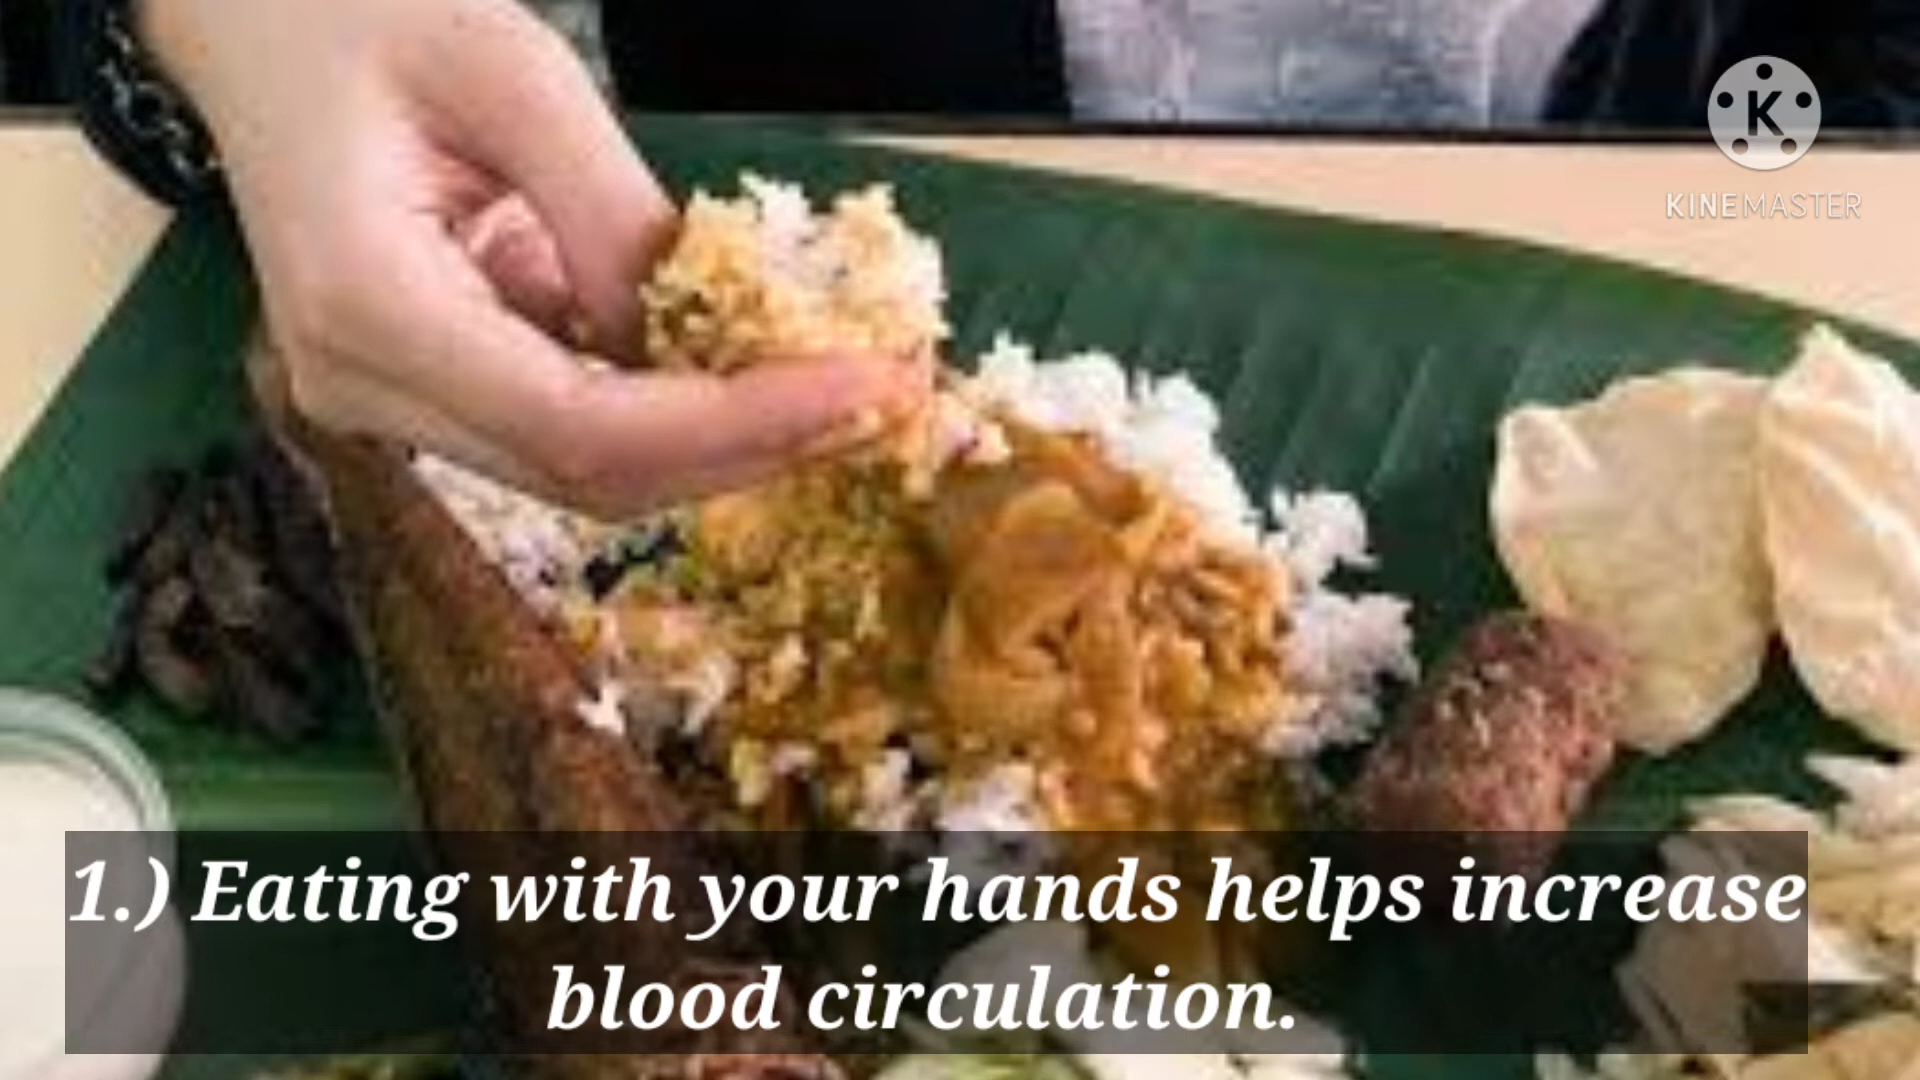 K
KINEMASTER
1.) Eating with your hands helps increase
blood circulation.